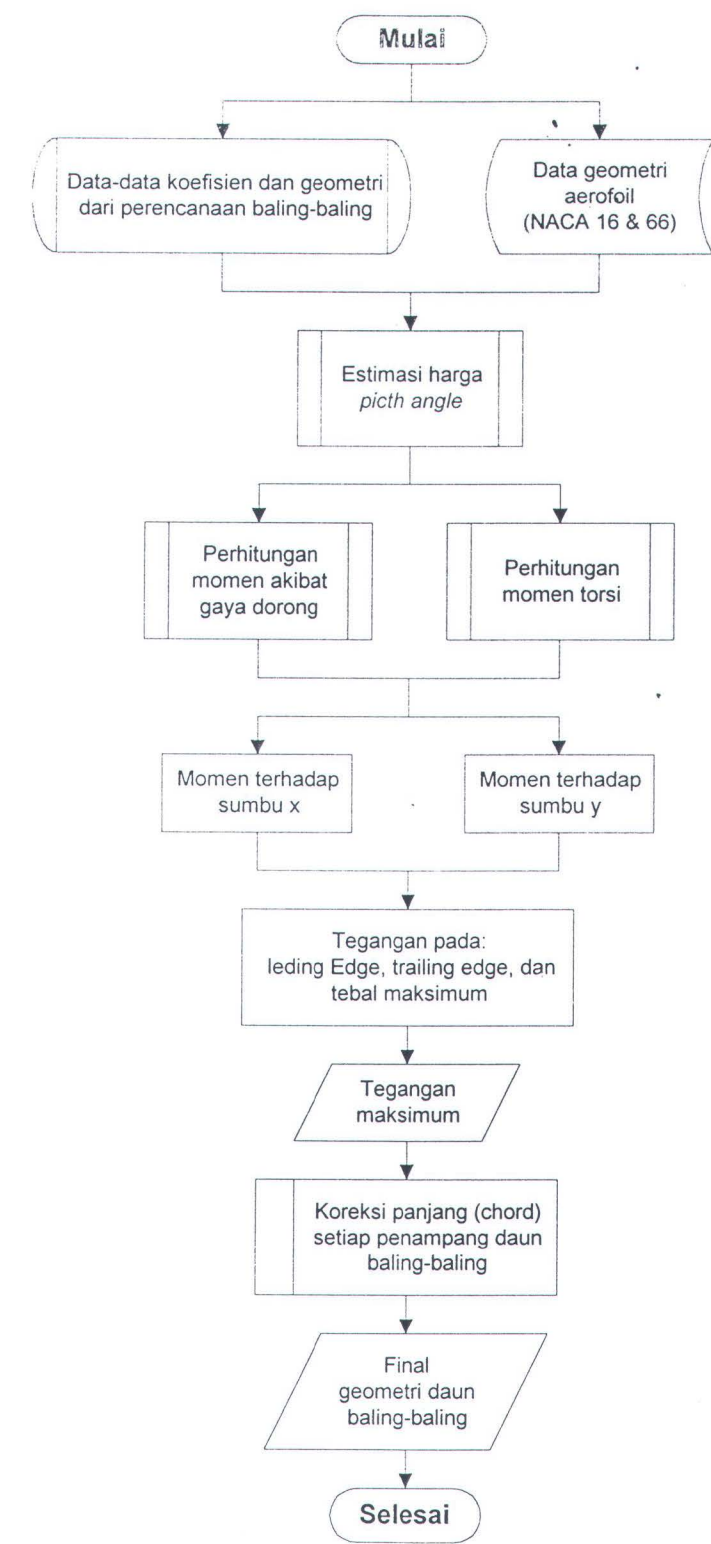 Mulai
Data-data koefisien dan geometri
dari perencanaan baling-baling
Data geometri
aerofoil
(NACA 16 & 66)
Estimasi harga
picth angle
Perhitungan
momen akibat
gaya dorong
Perhitungan
momen torsi
Momen terhadap
sumbu x
Momen terhadap
sumbu y
Tegangan pada:
leding Edge, trailing edge, dan
tebal maksimum
Tegangan
maksimum
Koreksi panjang (chord)
setiap penampang daun
baling-baling
Final
geometri daun
baling-baling
Selesai